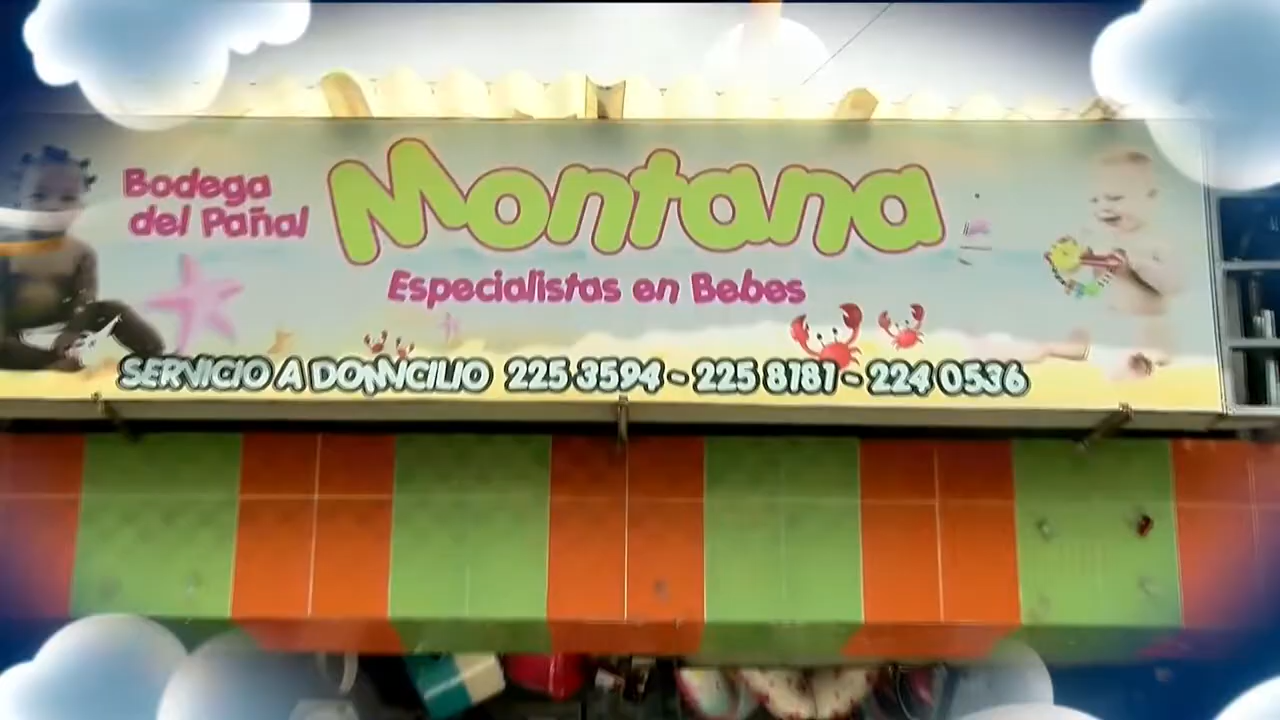 Bodega
del Pañal
Montana
Especialistas en Bebes
SERVICIO A DOMICILIO 225 3594 - 225 8181 - 224 0536